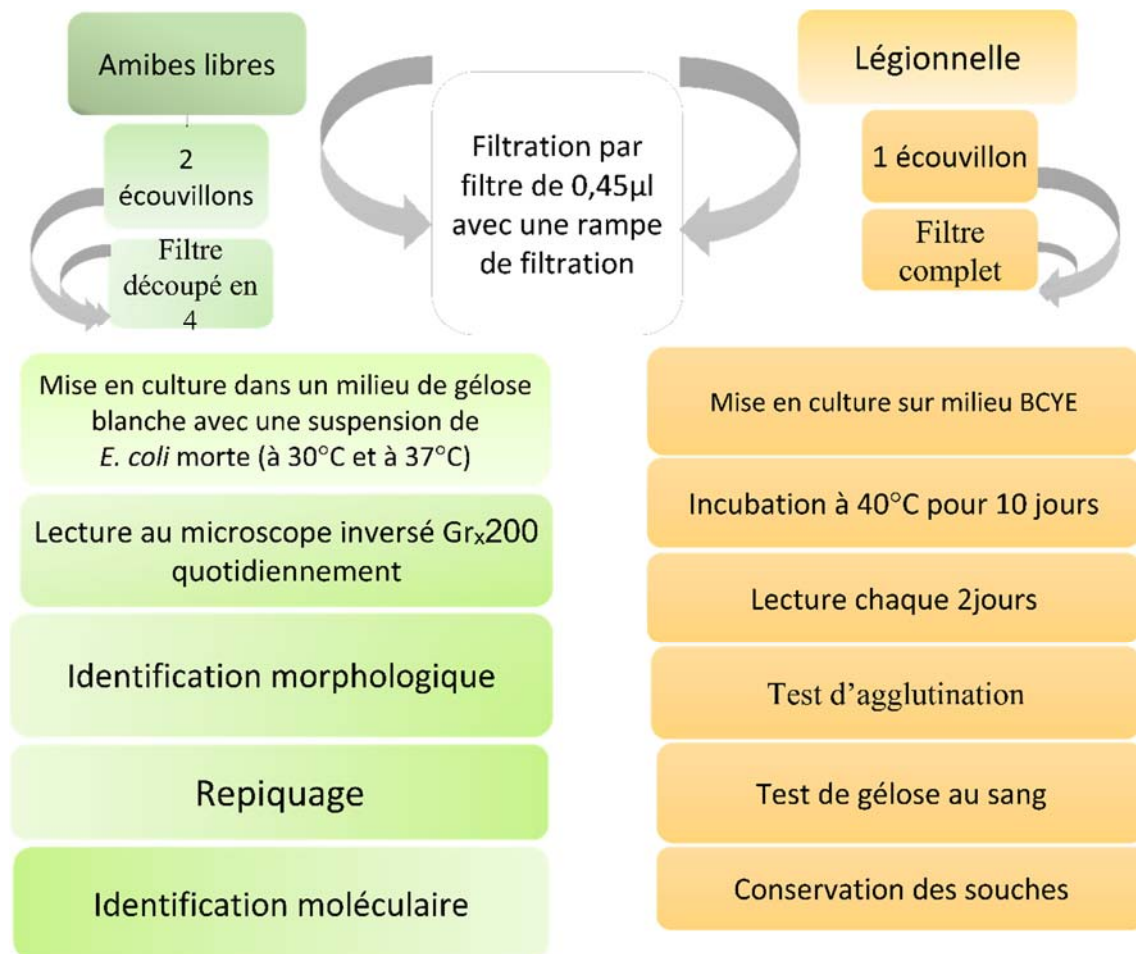 Amibes libres
2
écouvillons
Filtre
découpé en
4
Filtration par
filtre de 0,45µl
avec une rampe
de filtration
Légionnelle
1 écouvillon
Filtre
complet
Mise en culture dans un milieu de gélose
blanche avec une suspension de
E. coli morte (à 30°C et à 37°C)
Lecture au microscope inversé Grx200
quotidiennement
Identification morphologique
Repiquage
Identification moléculaire
Mise en culture sur milieu BCYE
Incubation à 40°C pour 10 jours
Lecture chaque 2jours
Test d’agglutination
Test de gélose au sang
Conservation des souches